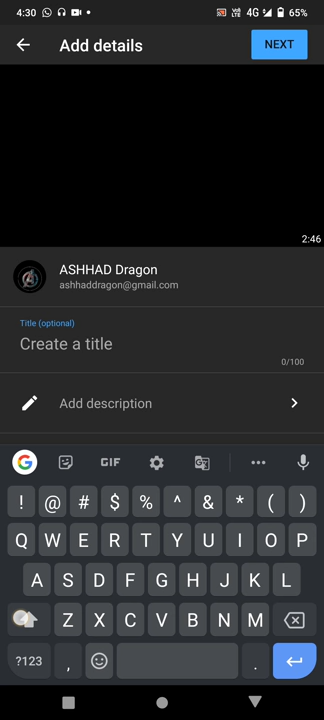 4:30 VoLTE 4G 65%
Add details NEXT
2:46
ASHHAD Dragon
ashhaddragon@gmail.com
Title (optional)
Create a title
0/100
Add description
G GIF
! @ # $ % ^ & * ( )
Q W E R T Y U I O P
A S D F G H J K L
Z X C V B N M
?123 , .